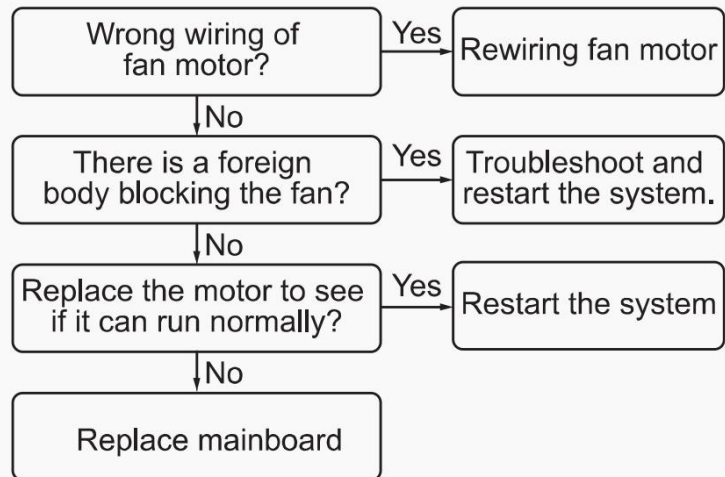 Wrong wiring of
fan motor?
Yes
Rewiring fan motor
No
There is a foreign
body blocking the fan?
Yes
Troubleshoot and
restart the system.
No
Replace the motor to see
if it can run normally?
Yes
Restart the system
No
Replace mainboard